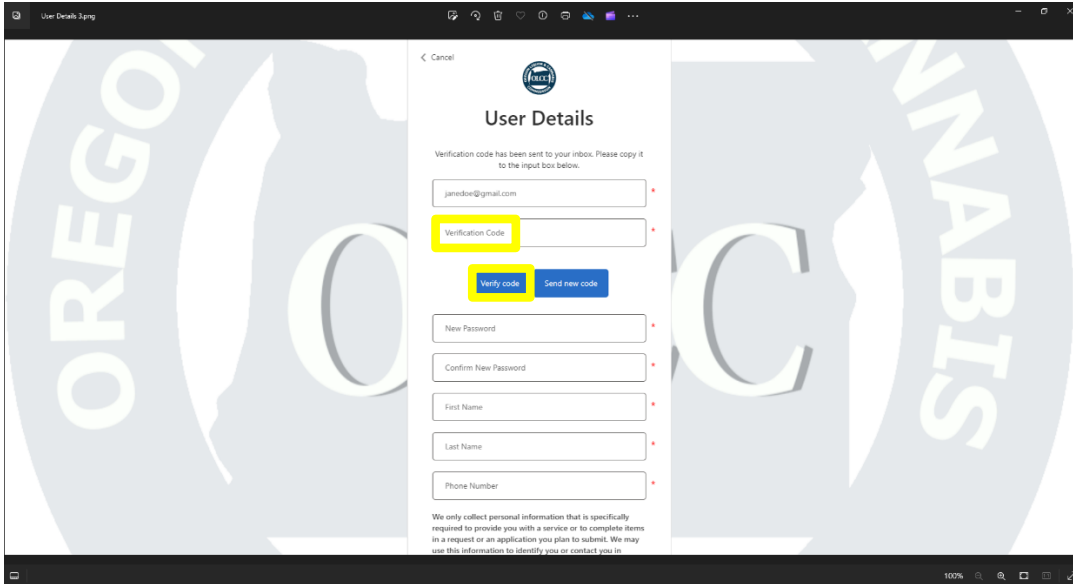 User Details 3.png
Cancel
OLCC
User Details
Verification code has been sent to your inbox. Please copy it
to the input box below.
janedoe@gmail.com *
Verification Code *
Verify code Send new code
New Password *
Confirm New Password *
First Name *
Last Name *
Phone Number *
We only collect personal information that is specifically
required to provide you with a service or to complete items
in a request or an application you plan to submit. We may
use this information to identify you or contact you in
OREGO
NNABIS
O C
100%